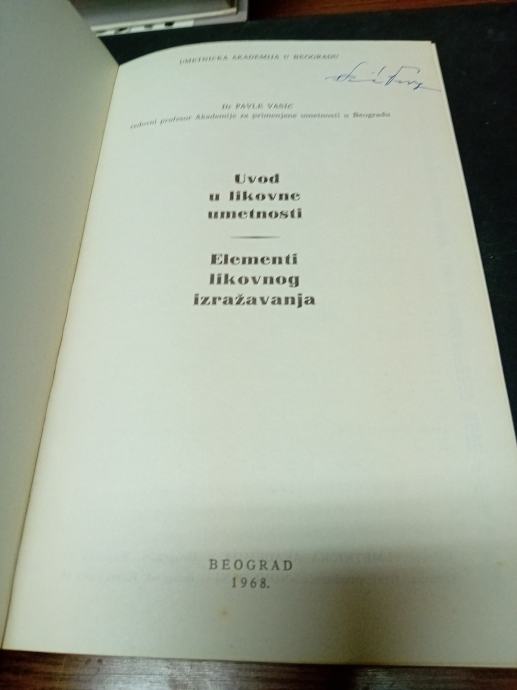 UMETNIČKA AKADEMIJA U BEOGRADU
Dr PAVLE VASIĆ
redovni profesor Akademije za primenjene umetnosti u Beogradu
Uvod
u likovne
umetnosti
Elementi
likovnog
izražavanja
BEOGRAD
1968.